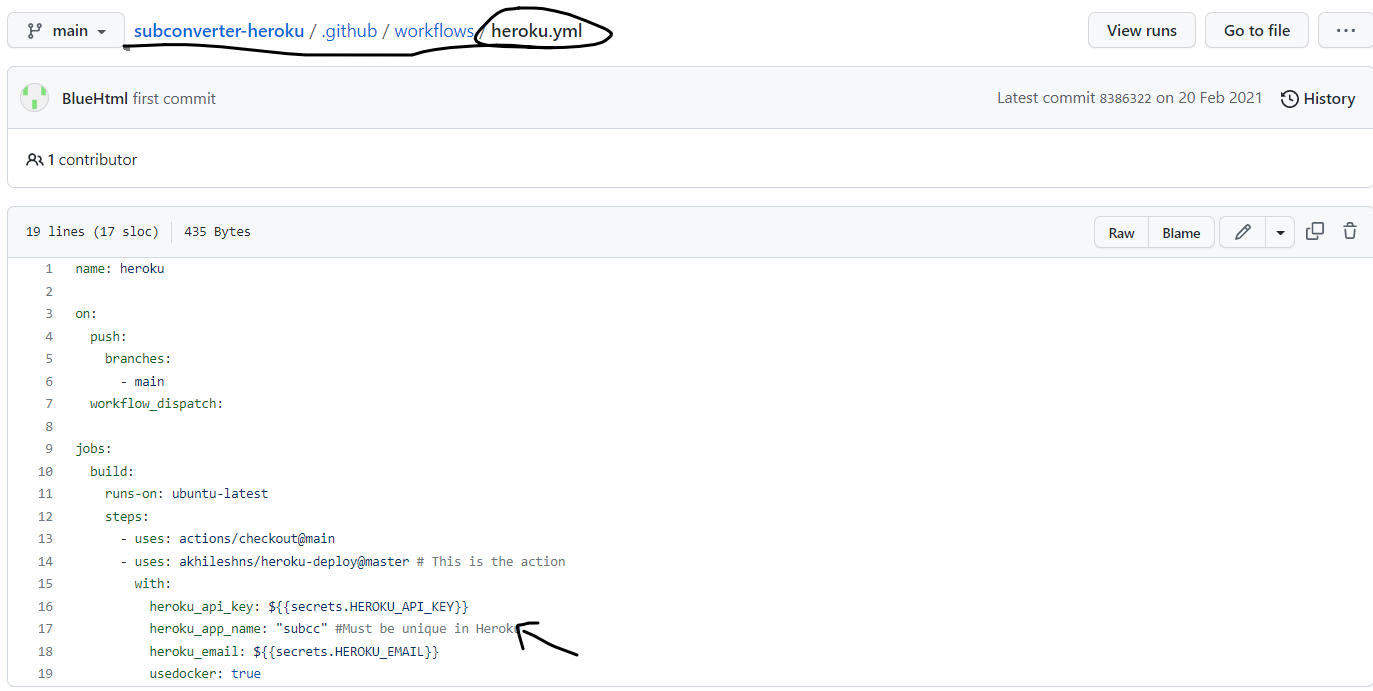 main
subconverter-heroku / .github / workflows / heroku.yml
View runs
Go to file
BlueHtml first commit
Latest commit 8386322 on 20 Feb 2021
History
1 contributor
19 lines (17 sloc)
435 Bytes
Raw
Blame
1 name: heroku
2
3 on:
4 push:
5 branches:
6 - main
7 workflow_dispatch:
8
9 jobs:
10 build:
11 runs-on: ubuntu-latest
12 steps:
13 - uses: actions/checkout@main
14 - uses: akhileshns/heroku-deploy@master # This is the action
15 with:
16 heroku_api_key: ${{secrets.HEROKU_API_KEY}}
17 heroku_app_name: "subcc" #Must be unique in Heroku
18 heroku_email: ${{secrets.HEROKU_EMAIL}}
19 usedocker: true